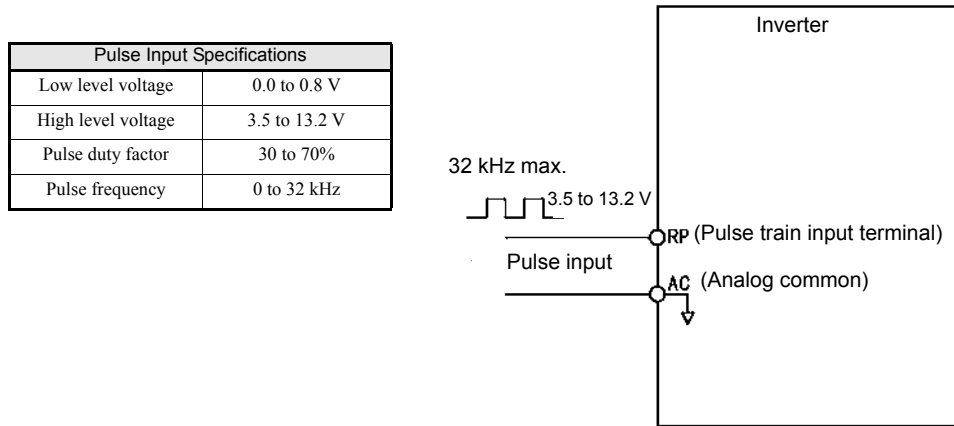 Pulse Input Specifications
Low level voltage 0.0 to 0.8 V
High level voltage 3.5 to 13.2 V
Pulse duty factor 30 to 70%
Pulse frequency 0 to 32 kHz
Inverter
32 kHz max.
3.5 to 13.2 V
RP (Pulse train input terminal)
Pulse input
AC (Analog common)